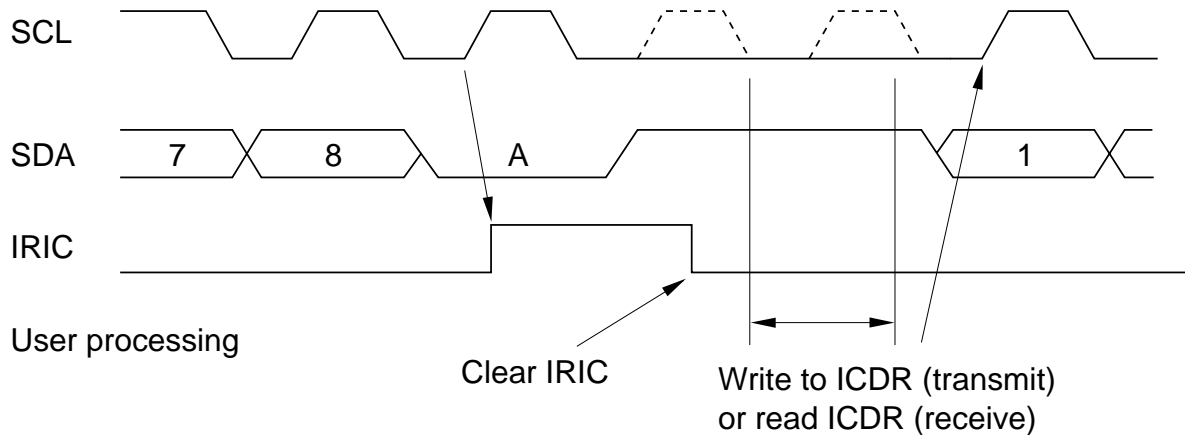 SCL
SDA
7
8
A
1
IRIC
User processing
Clear IRIC
Write to ICDR (transmit)
or read ICDR (receive)